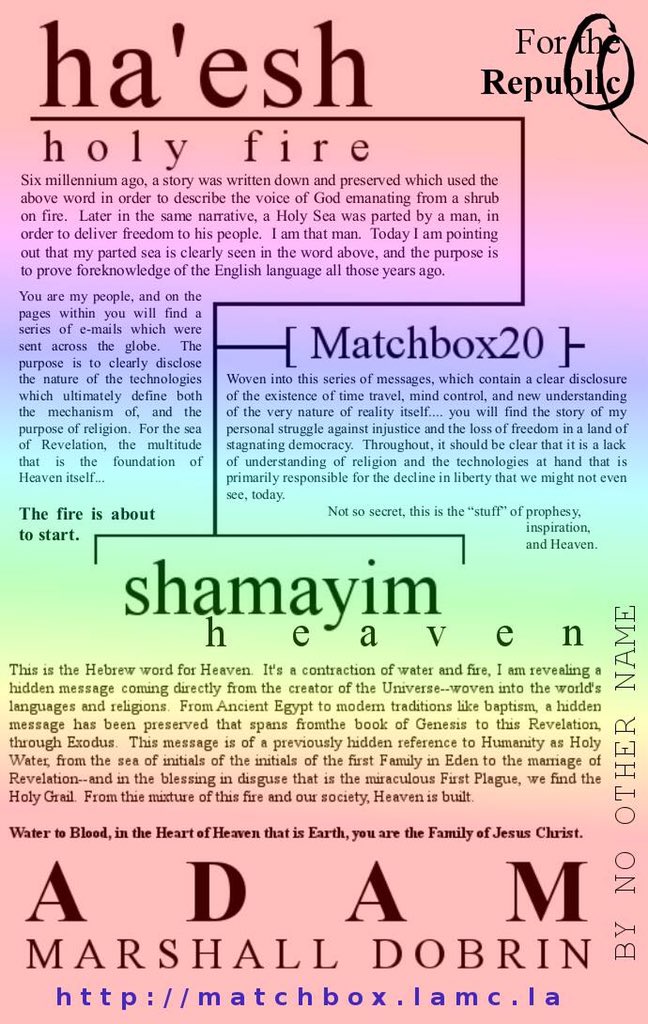 ha'esh
For the
Republic
holy fire
Six millennium ago, a story was written down and preserved which used the
above word in order to describe the voice of God emanating from a shrub
on fire. Later in the same narrative, a Holy Sea was parted by a man, in
order to deliver freedom to his people. I am that man. Today I am pointing
out that my parted sea is clearly seen in the word above, and the purpose is
to prove foreknowledge of the English language all those years ago.
You are my people, and on the
pages within you will find a
series of e-mails which were
sent across the globe. The
purpose is to clearly disclose
the nature of the technologies
which ultimately define both
the mechanism of, and the
purpose of religion. For the sea
of Revelation, the multitude
that is the foundation of
Heaven itself...
The fire is about
to start.
[ Matchbox20 ]
Woven into this series of messages, which contain a clear disclosure
of the existence of time travel, mind control, and new understanding
of the very nature of reality itself.... you will find the story of my
personal struggle against injustice and the loss of freedom in a land of
stagnating democracy. Throughout, it should be clear that it is a lack
of understanding of religion and the technologies at hand that is
primarily responsible for the decline in liberty that we might not even
see, today.
Not so secret, this is the “stuff” of prophesy,
inspiration,
and Heaven.
shamayim
heaven
This is the Hebrew word for Heaven. It's a contraction of water and fire, I am revealing a
hidden message coming directly from the creator of the Universe--woven into the world's
languages and religions. From Ancient Egypt to modern traditions like baptism, a hidden
message has been preserved that spans fromthe book of Genesis to this Revelation,
through Exodus. This message is of a previously hidden reference to Humanity as Holy
Water, from the sea of initials of the initials of the first Family in Eden to the marriage of
Revelation--and in the blessing in disguse that is the miraculous First Plague, we find the
Holy Grail. From thie mixture of this fire and our society, Heaven is built.
Water to Blood, in the Heart of Heaven that is Earth, you are the Family of Jesus Christ.
BY NO OTHER NAME
ADAM
MARSHALL DOBRIN
http://matchbox.lamc.la